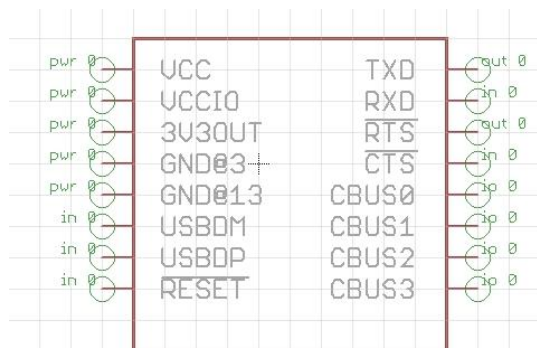 pwr 0 VCC TXD out 0
pwr 0 VCCIO RXD in 0
pwr 0 3V3OUT RTS out 0
pwr 0 GND@3 CTS in 0
pwr 0 GND@13 CBUS0 io 0
in 0 USBDM CBUS1 io 0
in 0 USBDP CBUS2 io 0
in 0 RESET CBUS3 io 0